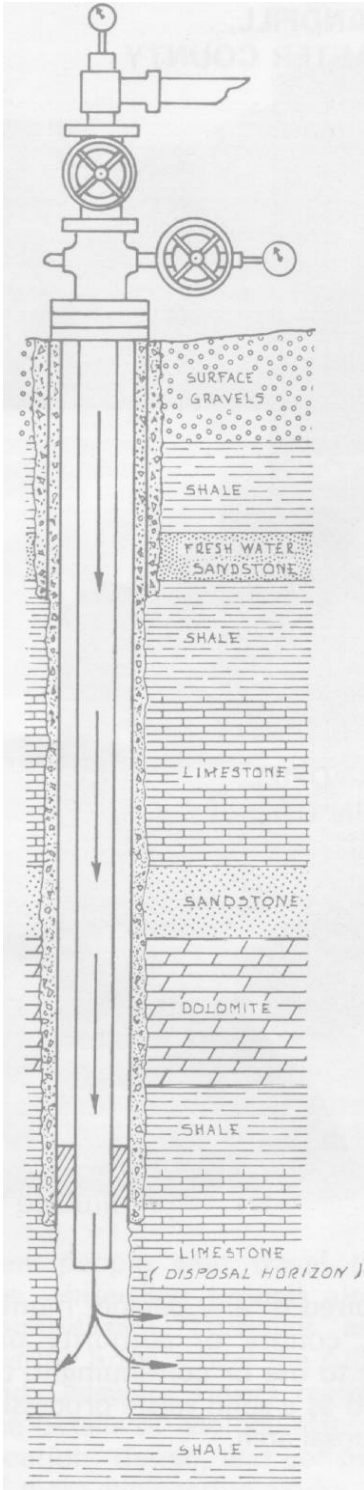 SURFACE
GRAVELS
SHALE
FRESH WATER
SANDSTONE
SHALE
LIMESTONE
SANDSTONE
DOLOMITE
SHALE
LIMESTONE
(DISPOSAL HORIZON)
SHALE